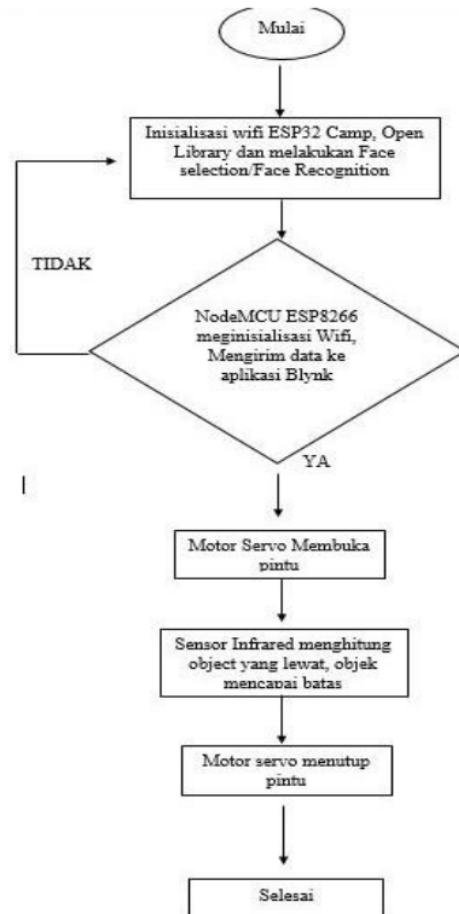 Mulai
Inisialisasi wifi ESP32 Camp, Open
Library dan melakukan Face
selection/Face Recognition
TIDAK
NodeMCU ESP8266
meginisialisasi Wifi,
Mengirim data ke
aplikasi Blynk
YA
Motor Servo Membuka
pintu
Sensor Infrared menghitung
object yang lewat, objek
mencapai batas
Motor servo menutup
pintu
Selesai